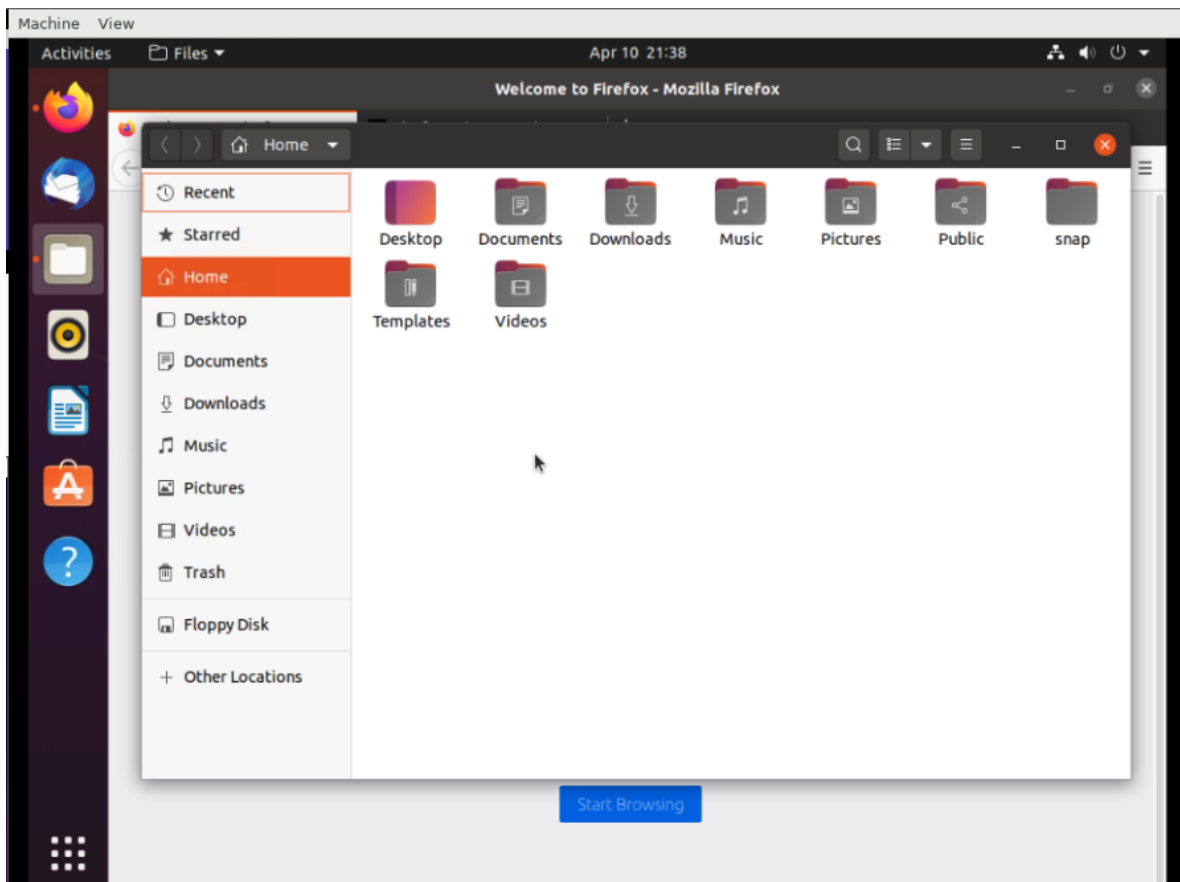 Machine View
Activities Files Apr 10 21:38
Welcome to Firefox - Mozilla Firefox
Home
Recent
Starred
Home
Desktop
Documents
Downloads
Music
Pictures
Videos
Trash
Floppy Disk
+ Other Locations
Desktop Documents Downloads Music Pictures Public snap
Templates Videos
Start Browsing